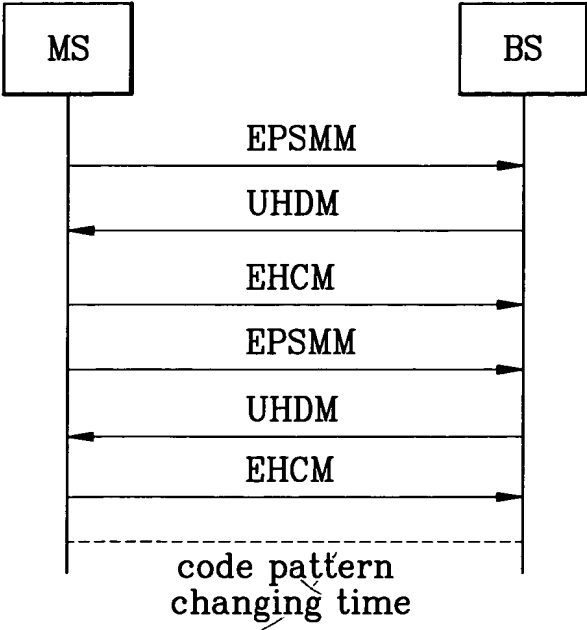 MS
BS
EPSMM
UHDM
EHCM
EPSMM
UHDM
EHCM
code pattern
changing time